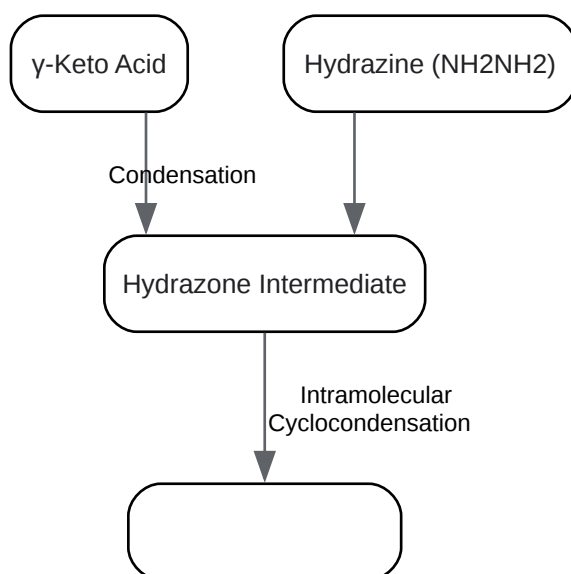 γ-Keto Acid
Hydrazine (NH2NH2)
Condensation
Hydrazone Intermediate
Intramolecular
Cyclocondensation